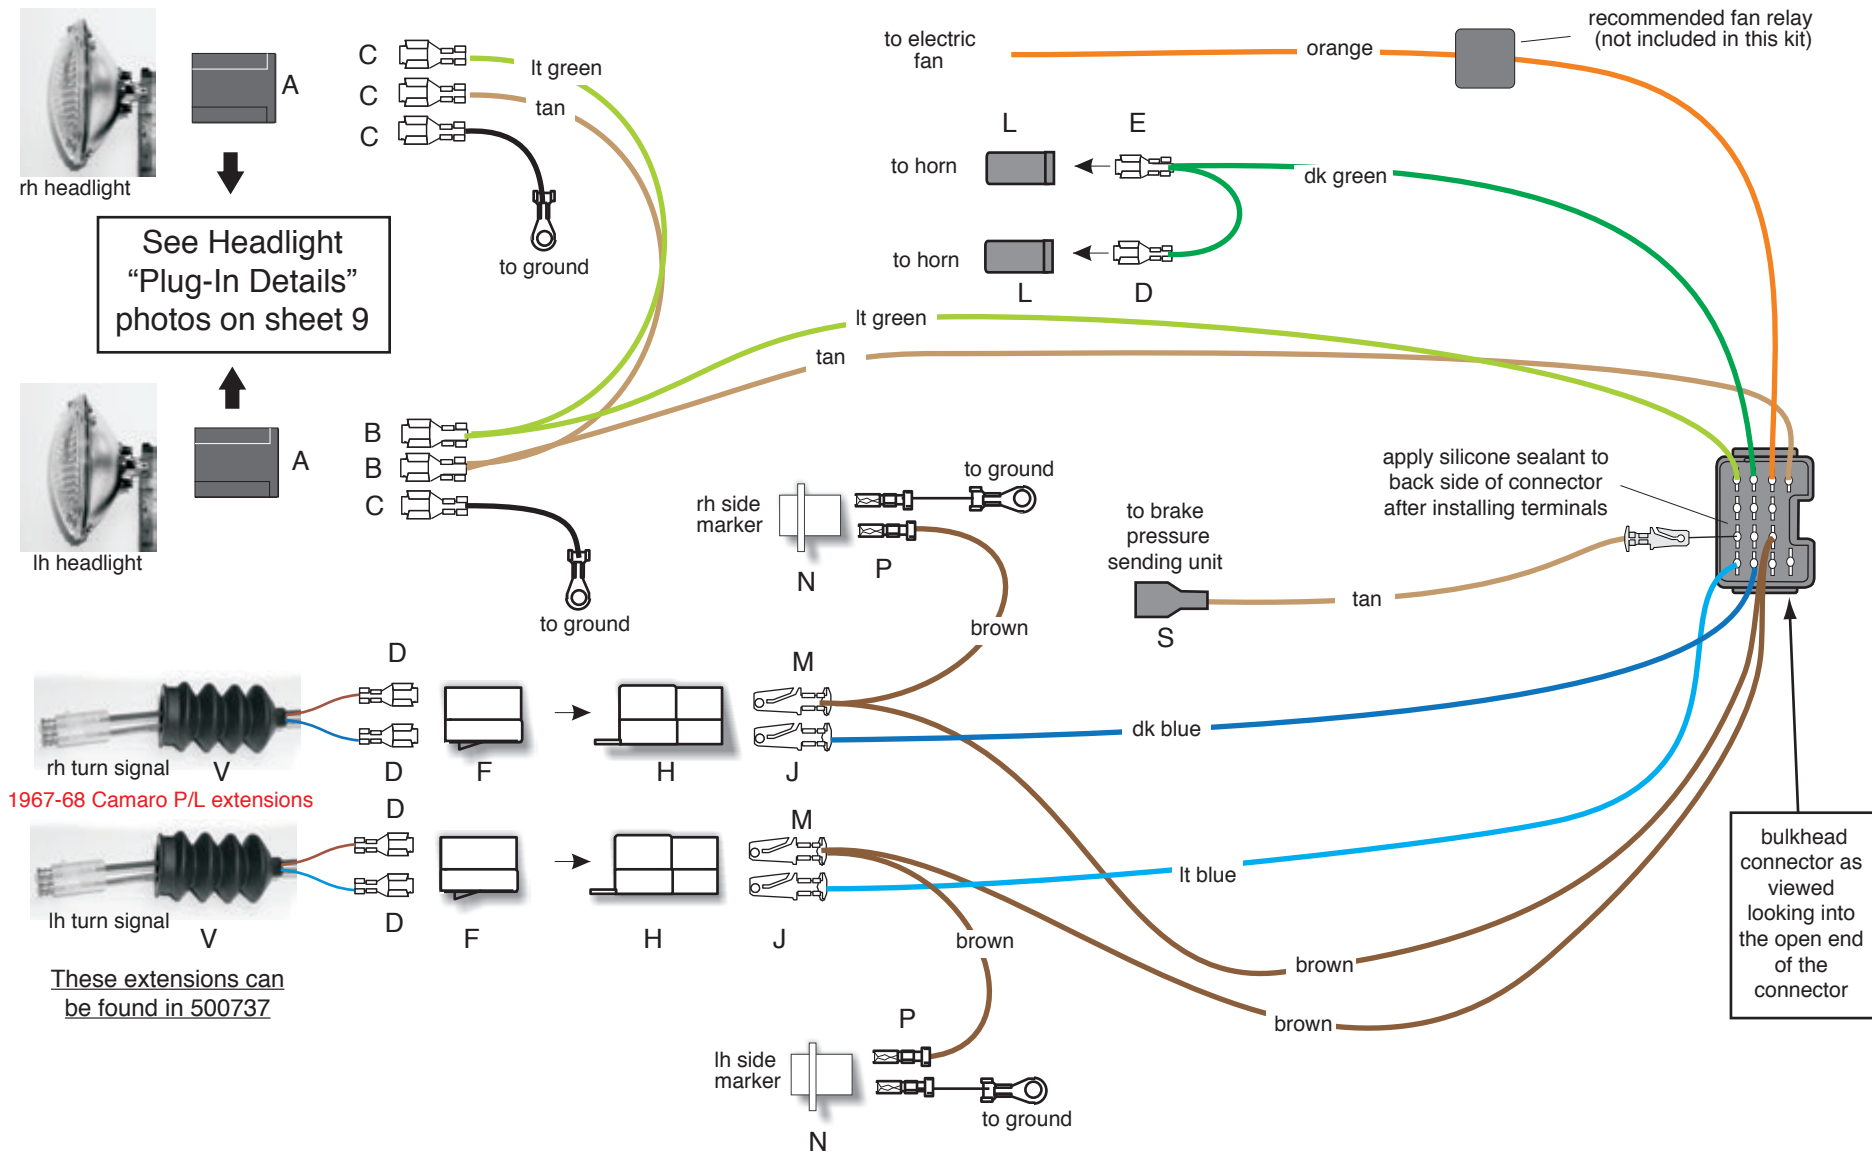 rh headlight
A
C
C
C
lt green
tan
to ground
See Headlight
“Plug-In Details”
photos on sheet 9
lh headlight
A
B
B
C
to ground
to electric
fan
orange
recommended fan relay
(not included in this kit)
L
E
to horn
dk green
to horn
L
D
lt green
tan
apply silicone sealant to
back side of connector
after installing terminals
rh side
marker
to ground
N
P
brown
to brake
pressure
sending unit
S
tan
D
M
rh turn signal
V
D
F
H
J
dk blue
1967-68 Camaro P/L extensions
D
M
lh turn signal
V
D
F
H
J
lt blue
These extensions can
be found in 500737
brown
brown
brown
P
lh side
marker
to ground
N
bulkhead
connector as
viewed
looking into
the open end
of the
connector